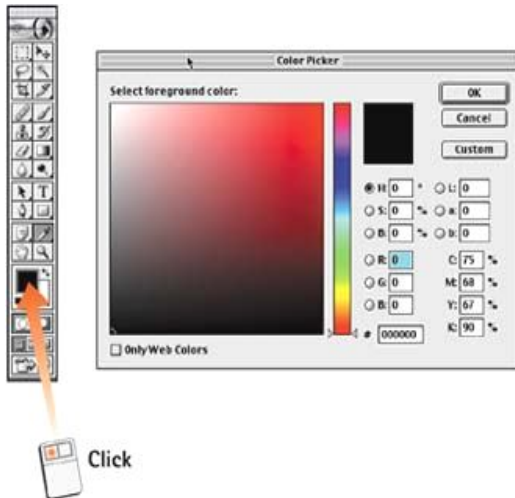 Color Picker
Select foreground color:
OK
Cancel
Custom
H: 0 °
L: 0
S: 0 %
a: 0
B: 0 %
b: 0
R: 0
C: 75 %
G: 0
M: 68 %
B: 0
Y: 67 %
# 000000
K: 90 %
Only Web Colors
T
Click